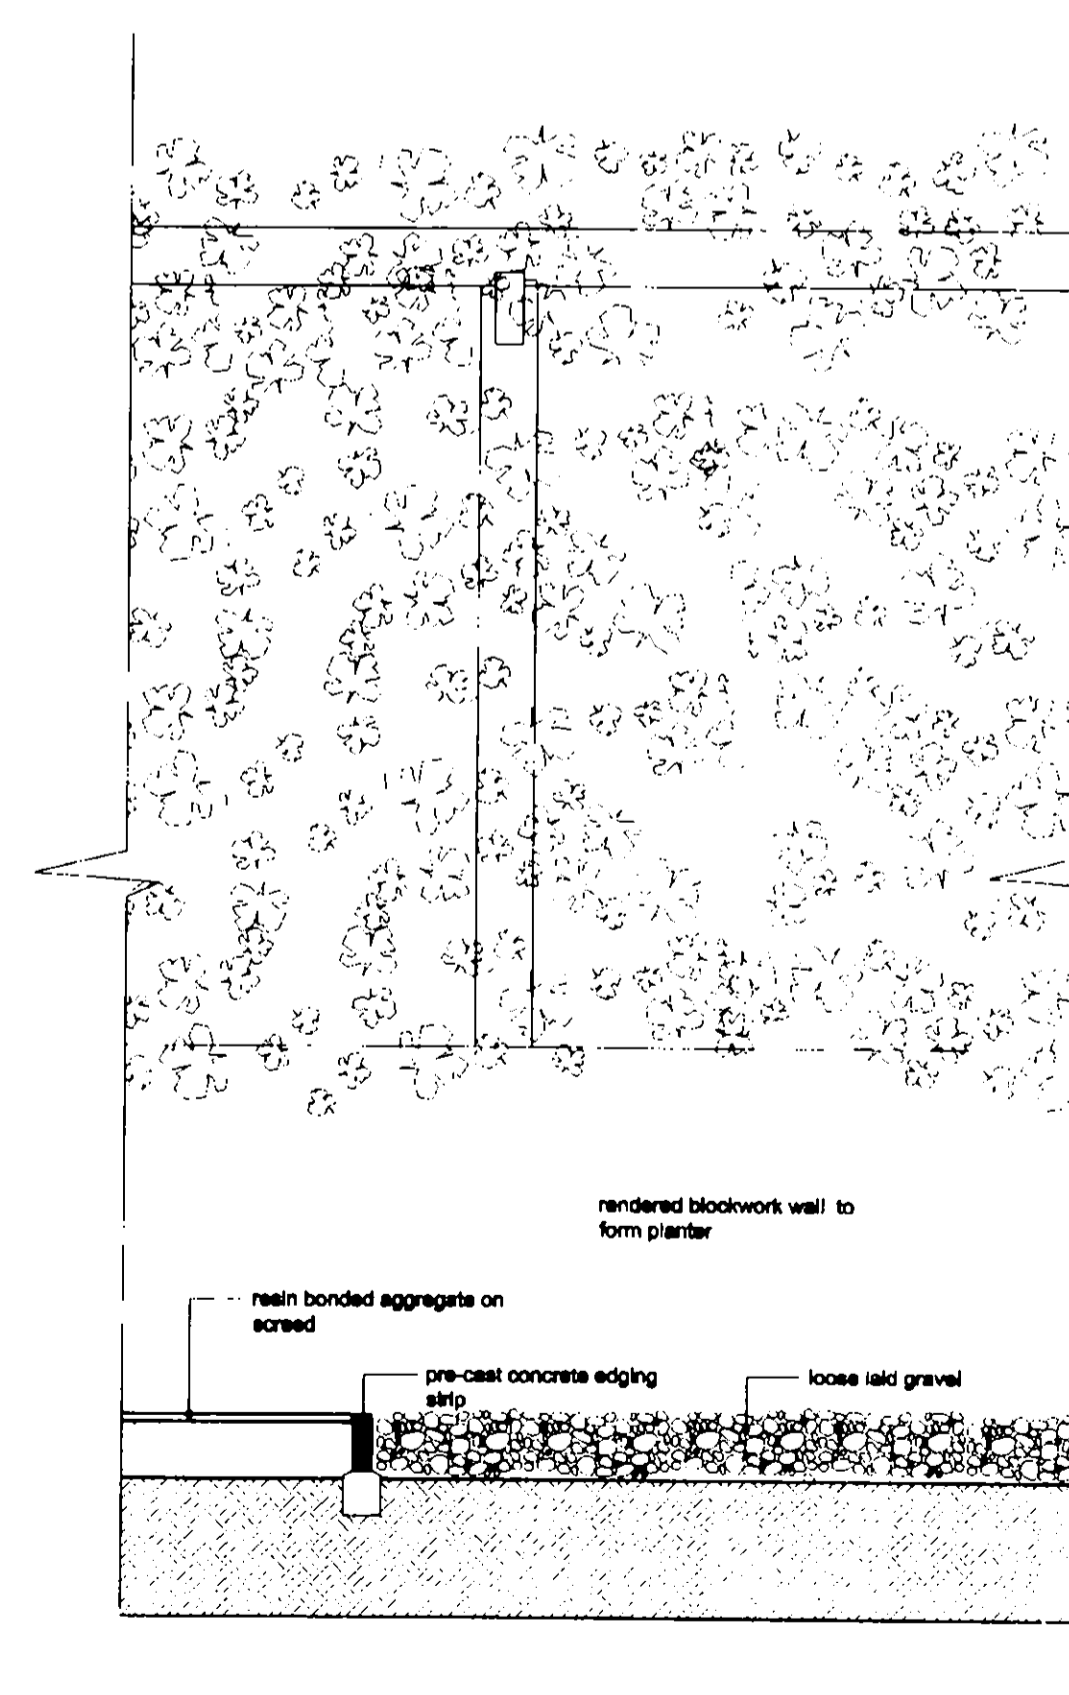 rendered blockwork wall to
form planter
resin bonded aggregate on
screed
pre-cast concrete edging
strip
loose laid gravel